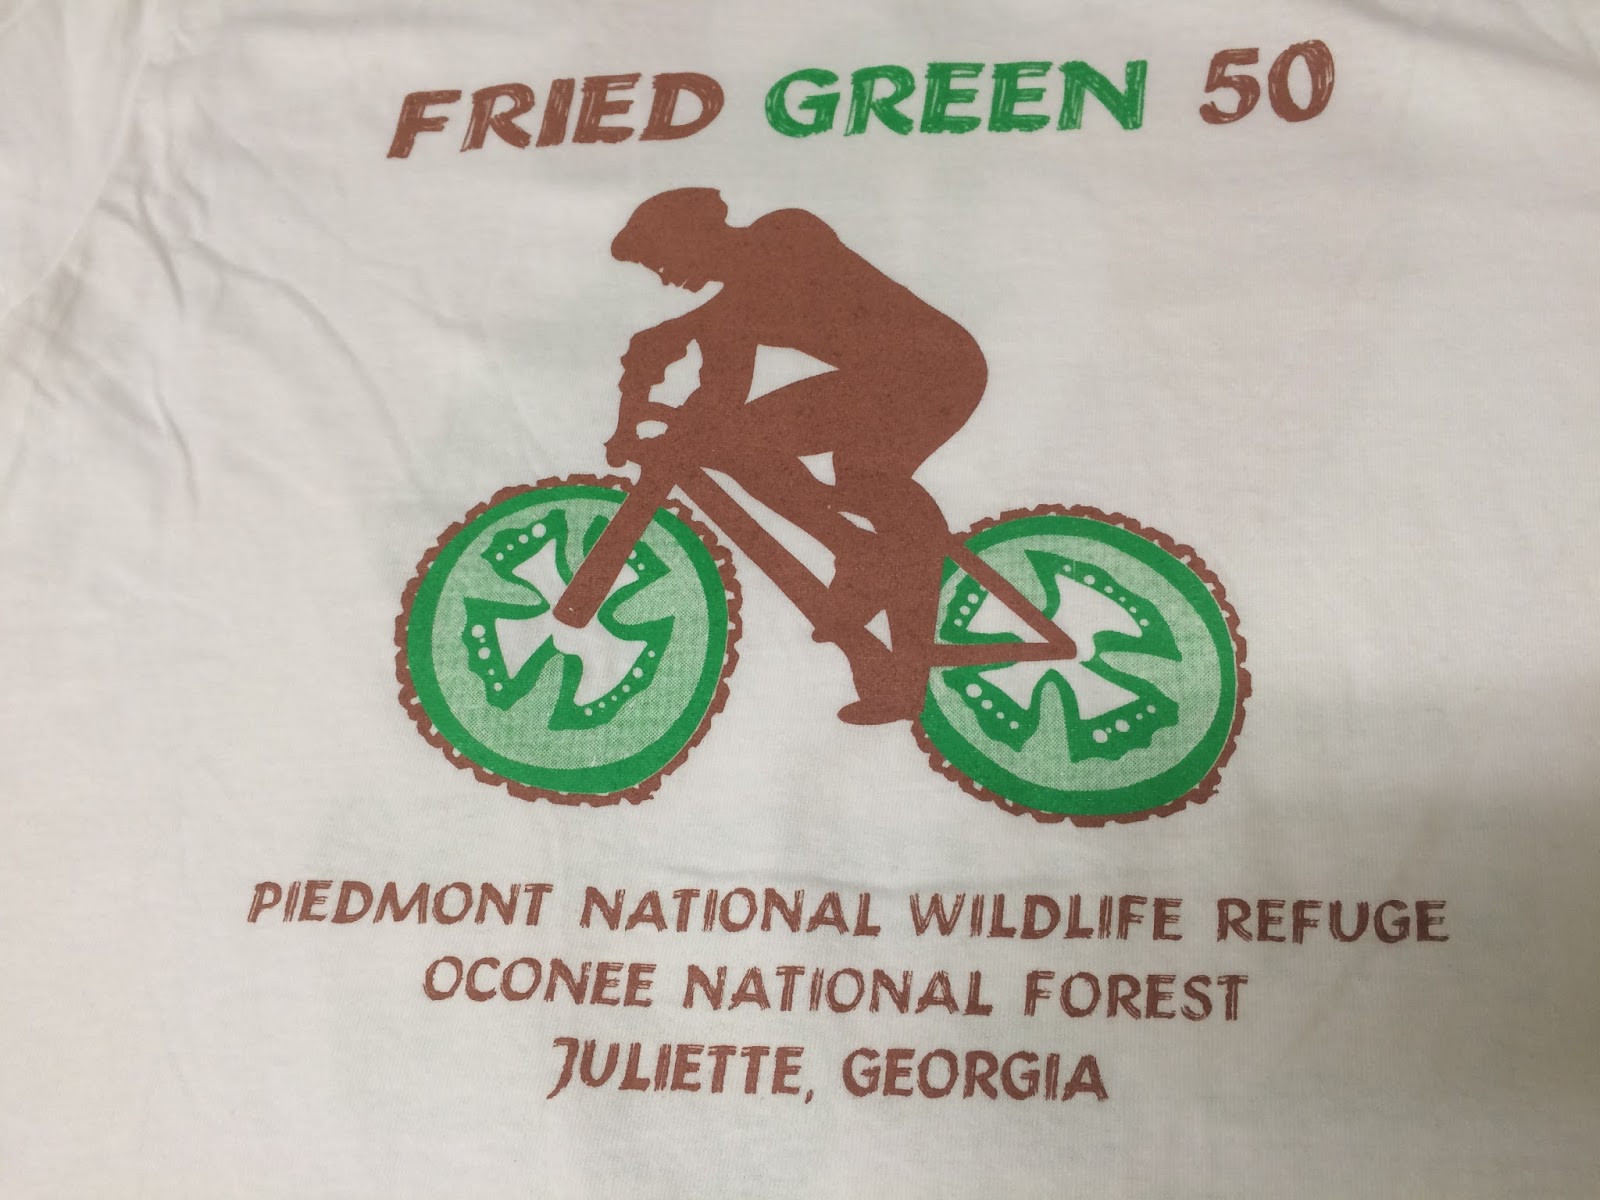 FRIED GREEN 50
PIEDMONT NATIONAL WILDLIFE REFUGE
OCONEE NATIONAL FOREST
JULIETTE, GEORGIA